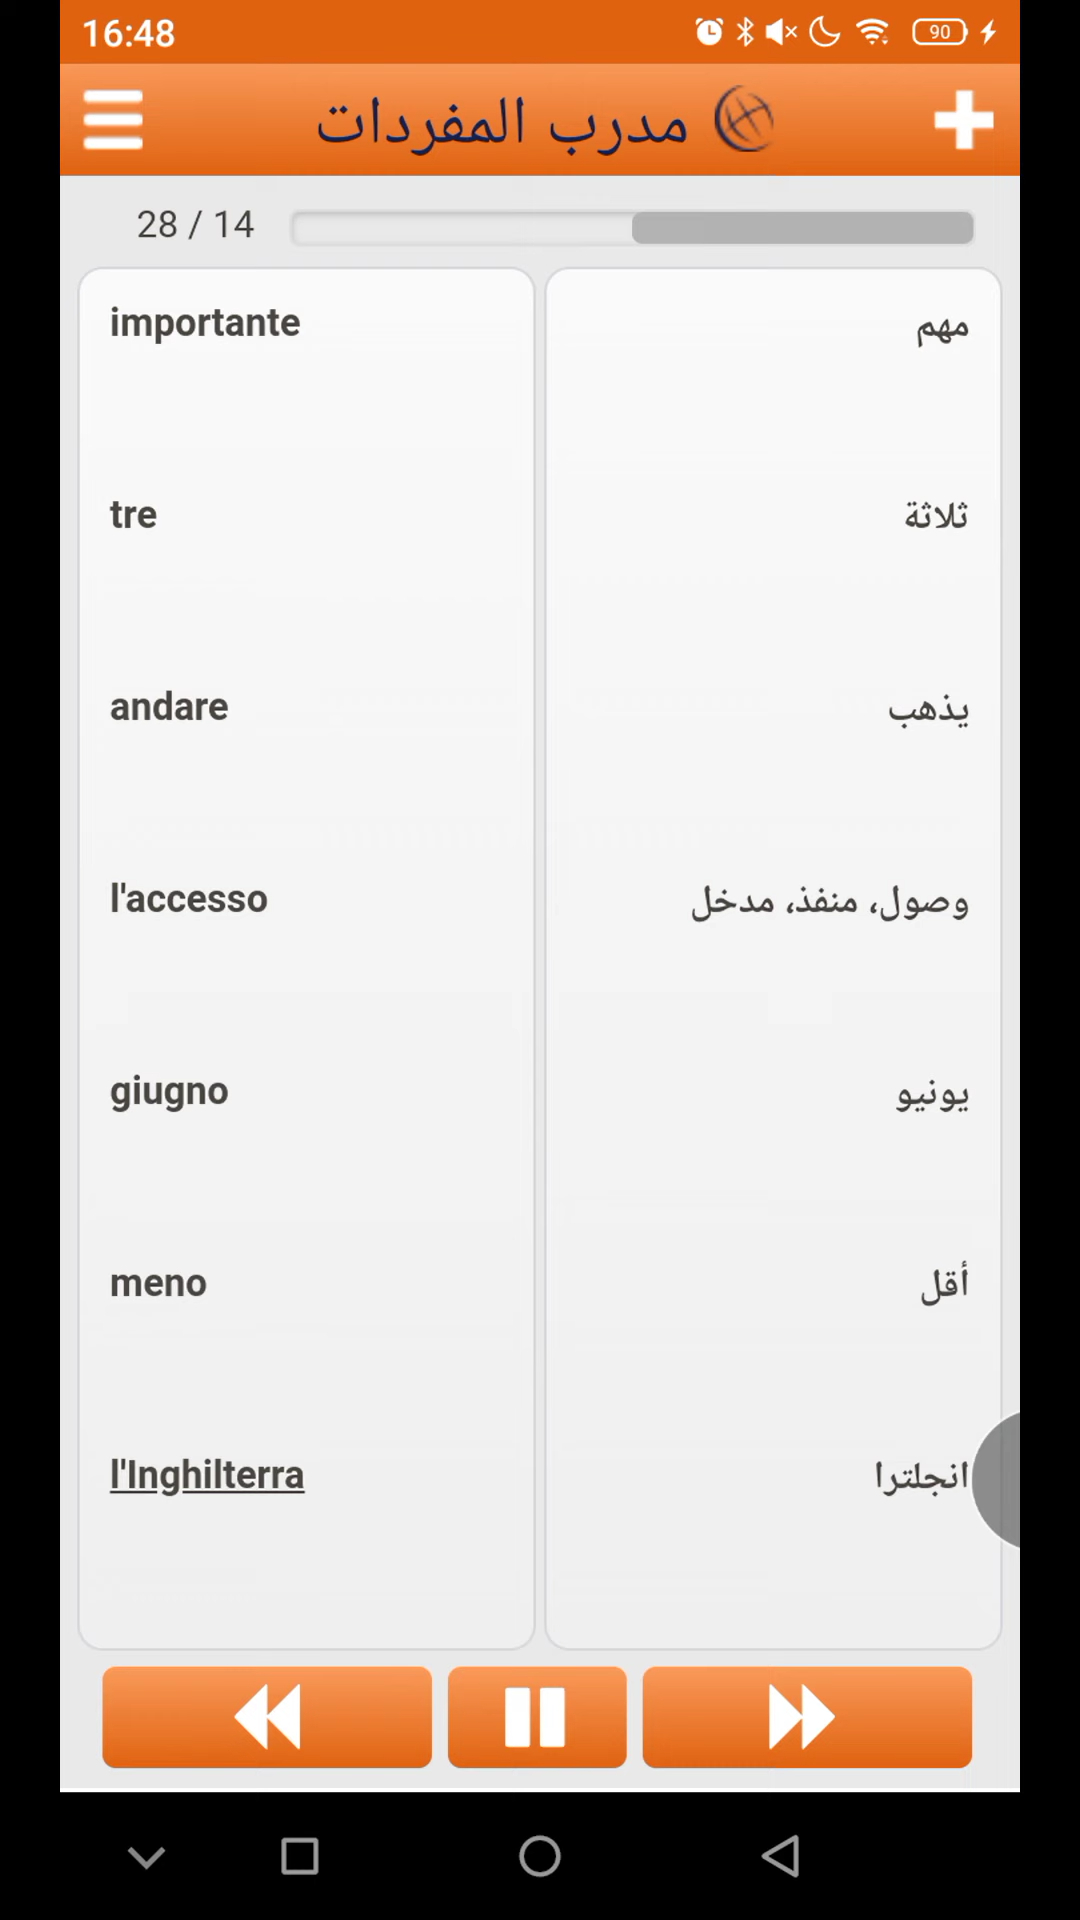 16:48
90
مدرب المفردات
28 / 14
importante
مهم
tre
ثلاثة
andare
يذهب
l'accesso
وصول، منفذ، مدخل
giugno
يونيو
meno
أقل
l'Inghilterra
انجلترا